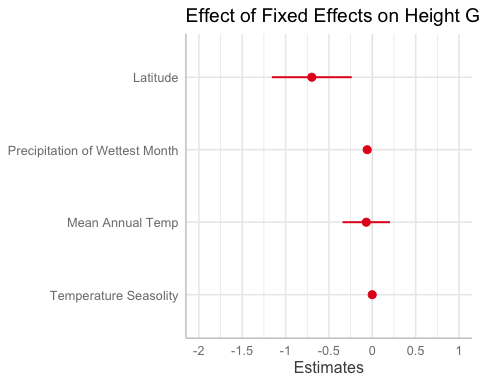 Effect of Fixed Effects on Height G
Latitude
Precipitation of Wettest Month
Mean Annual Temp
Temperature Seasolity
-2 -1.5 -1 -0.5 0 0.5 1
Estimates